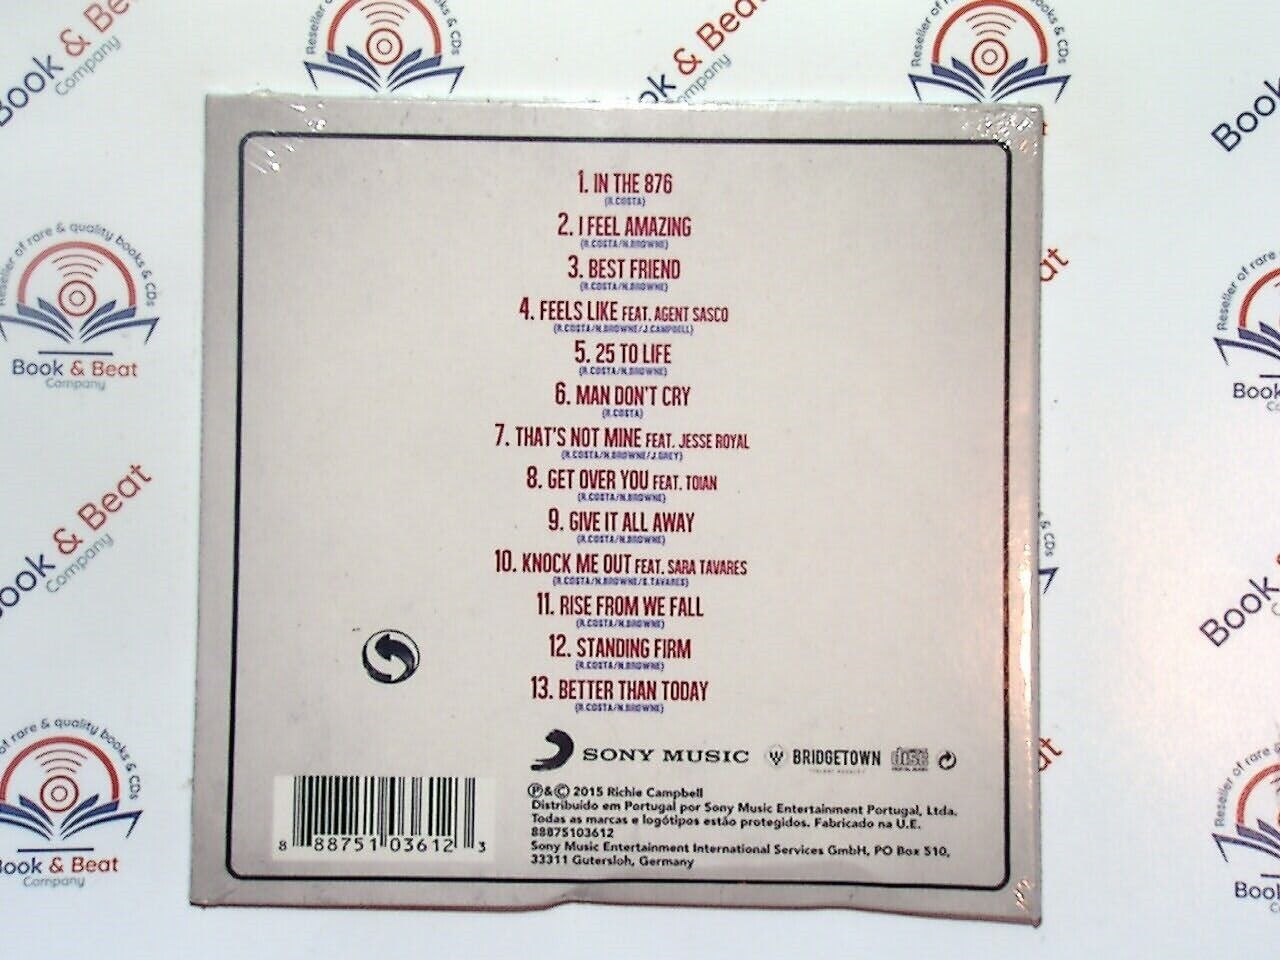 1. IN THE 876
(R.COSTA)
2. I FEEL AMAZING
(R.COSTA/N.BROWNE)
3. BEST FRIEND
(R.COSTA/N.BROWNE)
4. FEELS LIKE FEAT. AGENT SASCO
(R.COSTA/N.BROWNE/J.CAMPBELL)
5. 25 TO LIFE
(R.COSTA/N.BROWNE)
6. MAN DON'T CRY
(R.COSTA)
7. THAT'S NOT MINE FEAT. JESSE ROYAL
(R.COSTA/N.BROWNE/J.GREY)
8. GET OVER YOU FEAT. TOIAN
(R.COSTA/N.BROWNE)
9. GIVE IT ALL AWAY
(R.COSTA/N.BROWNE)
10. KNOCK ME OUT FEAT. SARA TAVARES
(R.COSTA/N.BROWNE/S.TAVARES)
11. RISE FROM WE FALL
(R.COSTA/N.BROWNE)
12. STANDING FIRM
(R.COSTA/N.BROWNE)
13. BETTER THAN TODAY
(R.COSTA/N.BROWNE)
SONY MUSIC BRIDGETOWN disc
℗&© 2015 Richie Campbell
Distribuído em Portugal por Sony Music Entertainment Portugal, Ltda.
Todas as marcas e logótipos estão protegidos. Fabricado na U.E.
88875103612
Sony Music Entertainment International Services GmbH, PO Box 510,
33311 Gutersloh, Germany
8 88751 03612 3
Reseller of rare & quality books & CDs
Book & Beat
Company